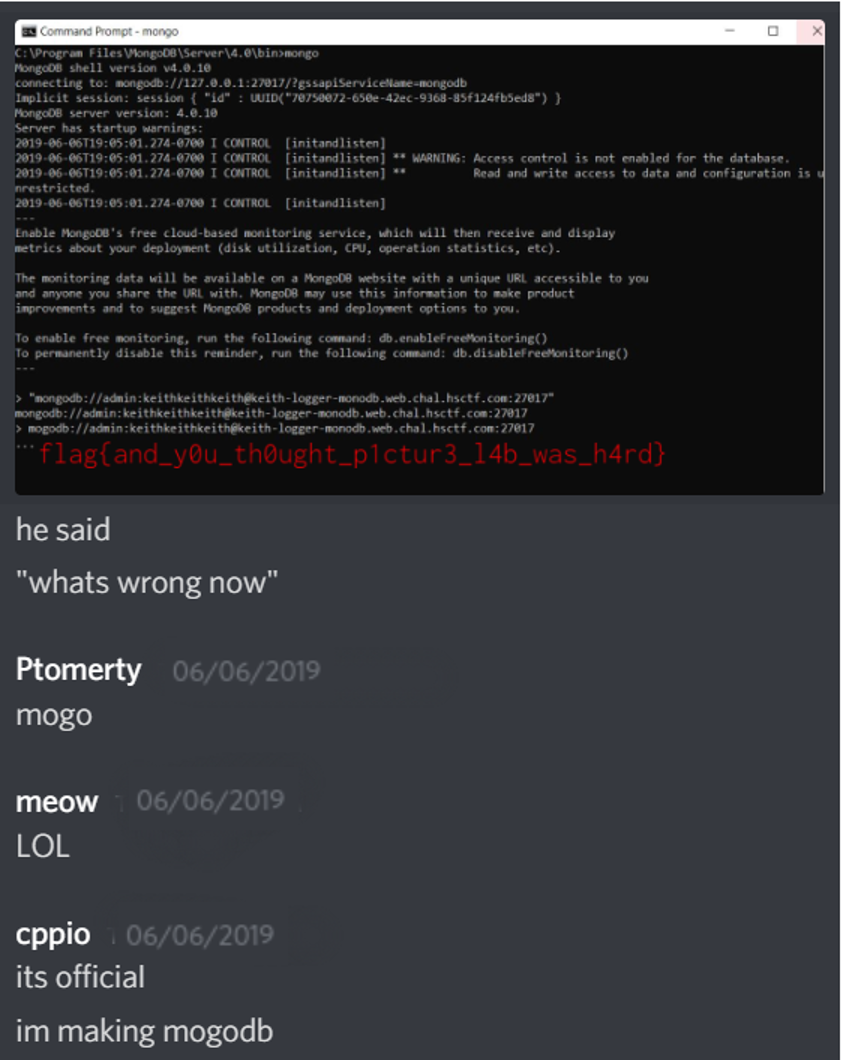 Command Prompt - mongo
C:\Program Files\MongoDB\Server\4.0\bin>mongo
MongoDB shell version v4.0.10
connecting to: mongodb://127.0.0.1:27017/?gssapiServiceName=mongodb
Implicit session: session { "id" : UUID("70750072-650e-42ec-9368-85f124fb5ed8") }
MongoDB server version: 4.0.10
Server has startup warnings:
2019-06-06T19:05:01.274-0700 I CONTROL  [initandlisten]
2019-06-06T19:05:01.274-0700 I CONTROL  [initandlisten] ** WARNING: Access control is not enabled for the database.
2019-06-06T19:05:01.274-0700 I CONTROL  [initandlisten] **          Read and write access to data and configuration is u
nrestricted.
2019-06-06T19:05:01.274-0700 I CONTROL  [initandlisten]
---
Enable MongoDB's free cloud-based monitoring service, which will then receive and display
metrics about your deployment (disk utilization, CPU, operation statistics, etc).
The monitoring data will be available on a MongoDB website with a unique URL accessible to you
and anyone you share the URL with. MongoDB may use this information to make product
improvements and to suggest MongoDB products and deployment options to you.
To enable free monitoring, run the following command: db.enableFreeMonitoring()
To permanently disable this reminder, run the following command: db.disableFreeMonitoring()
---
> "mongodb://admin:keithkeithkeith@keith-logger-monodb.web.chal.hsctf.com:27017"
mongodb://admin:keithkeithkeith@keith-logger-monodb.web.chal.hsctf.com:27017
> mogodb://admin:keithkeithkeith@keith-logger-monodb.web.chal.hsctf.com:27017
... flag{and_y0u_th0ught_p1ctur3_l4b_was_h4rd}
he said
"whats wrong now"
Ptomerty 06/06/2019
mogo
meow 06/06/2019
LOL
cppio 06/06/2019
its official
im making mogodb